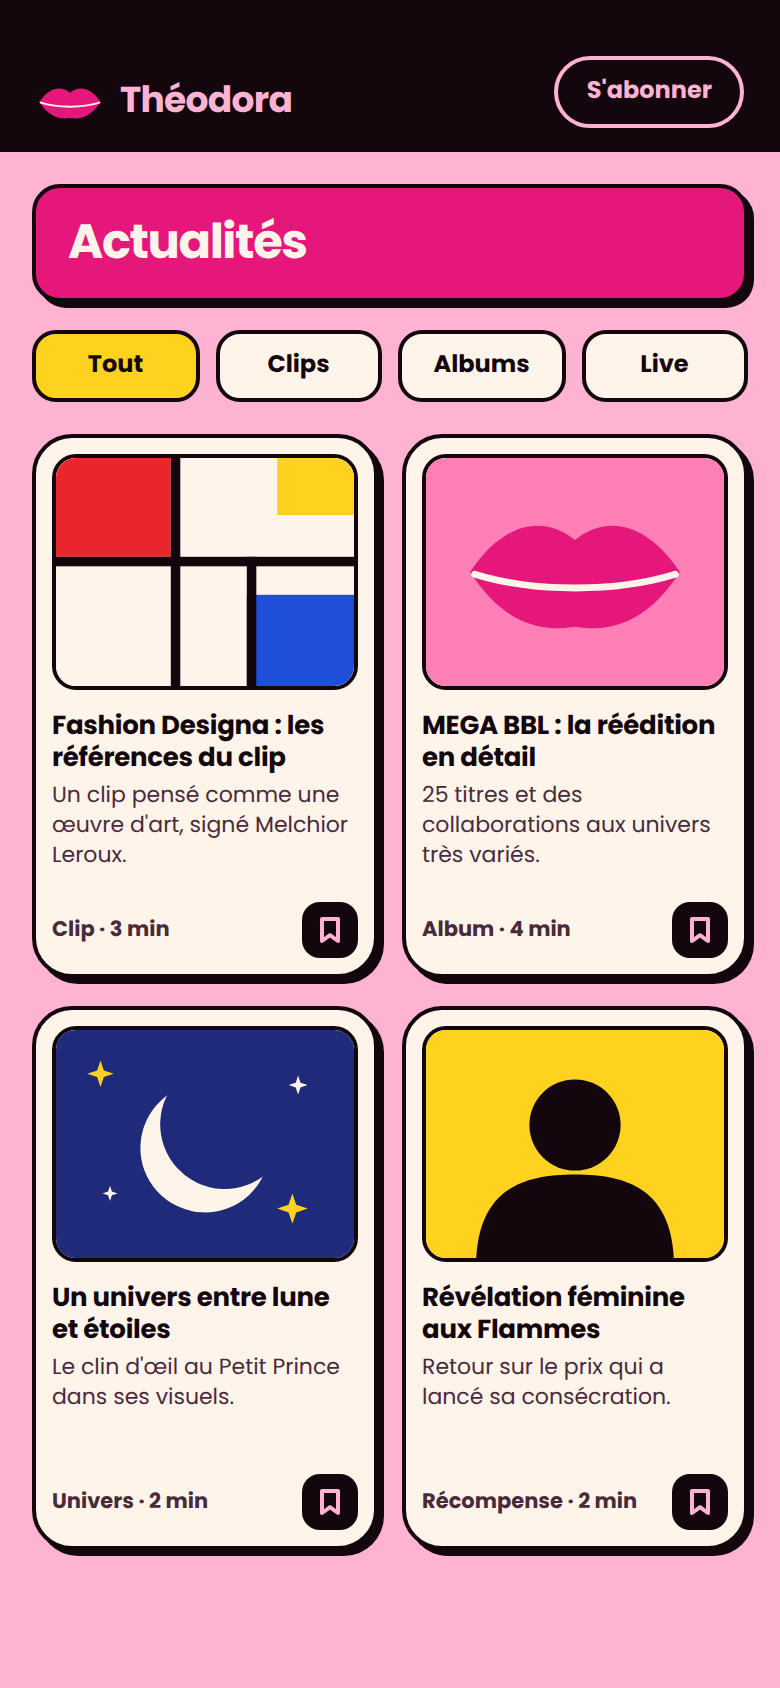 Théodora
S'abonner
Actualités
Tout
Clips
Albums
Live
Fashion Designa : les
références du clip
Un clip pensé comme une
œuvre d'art, signé Melchior
Leroux.
Clip · 3 min
MEGA BBL : la réédition
en détail
25 titres et des
collaborations aux univers
très variés.
Album · 4 min
Un univers entre lune
et étoiles
Le clin d'œil au Petit Prince
dans ses visuels.
Univers · 2 min
Révélation féminine
aux Flammes
Retour sur le prix qui a
lancé sa consécration.
Récompense · 2 min